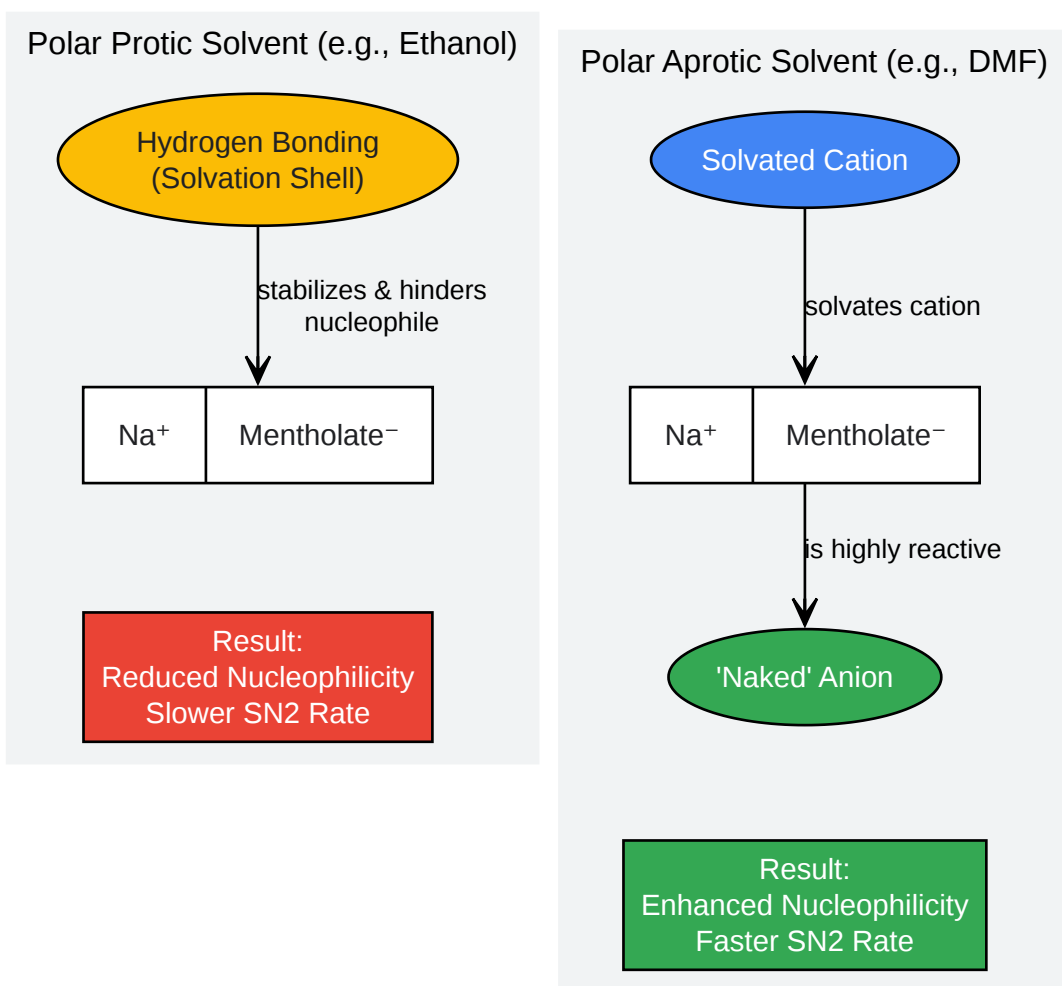 Polar Protic Solvent (e.g., Ethanol)
Hydrogen Bonding
(Solvation Shell)
stabilizes & hinders
nucleophile
Na⁺
Mentholate⁻
Result:
Reduced Nucleophilicity
Slower SN2 Rate
Polar Aprotic Solvent (e.g., DMF)
Solvated Cation
solvates cation
Na⁺
Mentholate⁻
is highly reactive
'Naked' Anion
Result:
Enhanced Nucleophilicity
Faster SN2 Rate